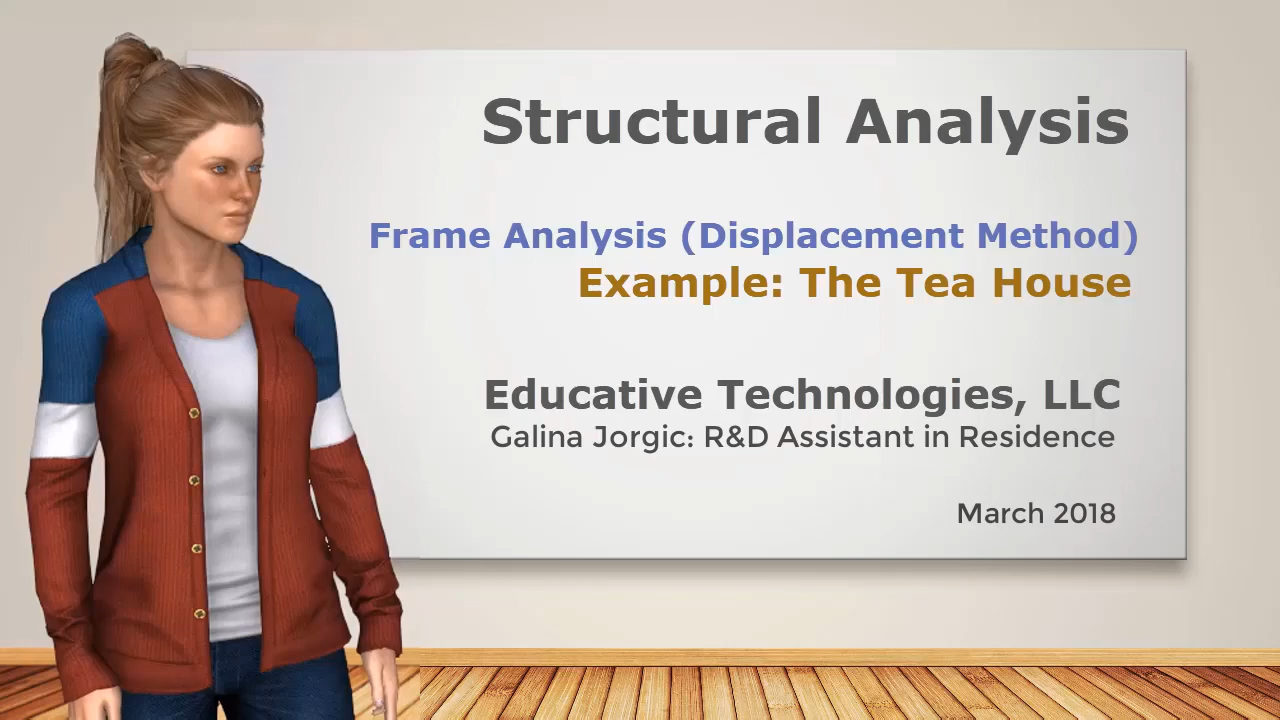 Structural Analysis
Frame Analysis (Displacement Method)
Example: The Tea House
Educative Technologies, LLC
Galina Jorgic: R&D Assistant in Residence
March 2018